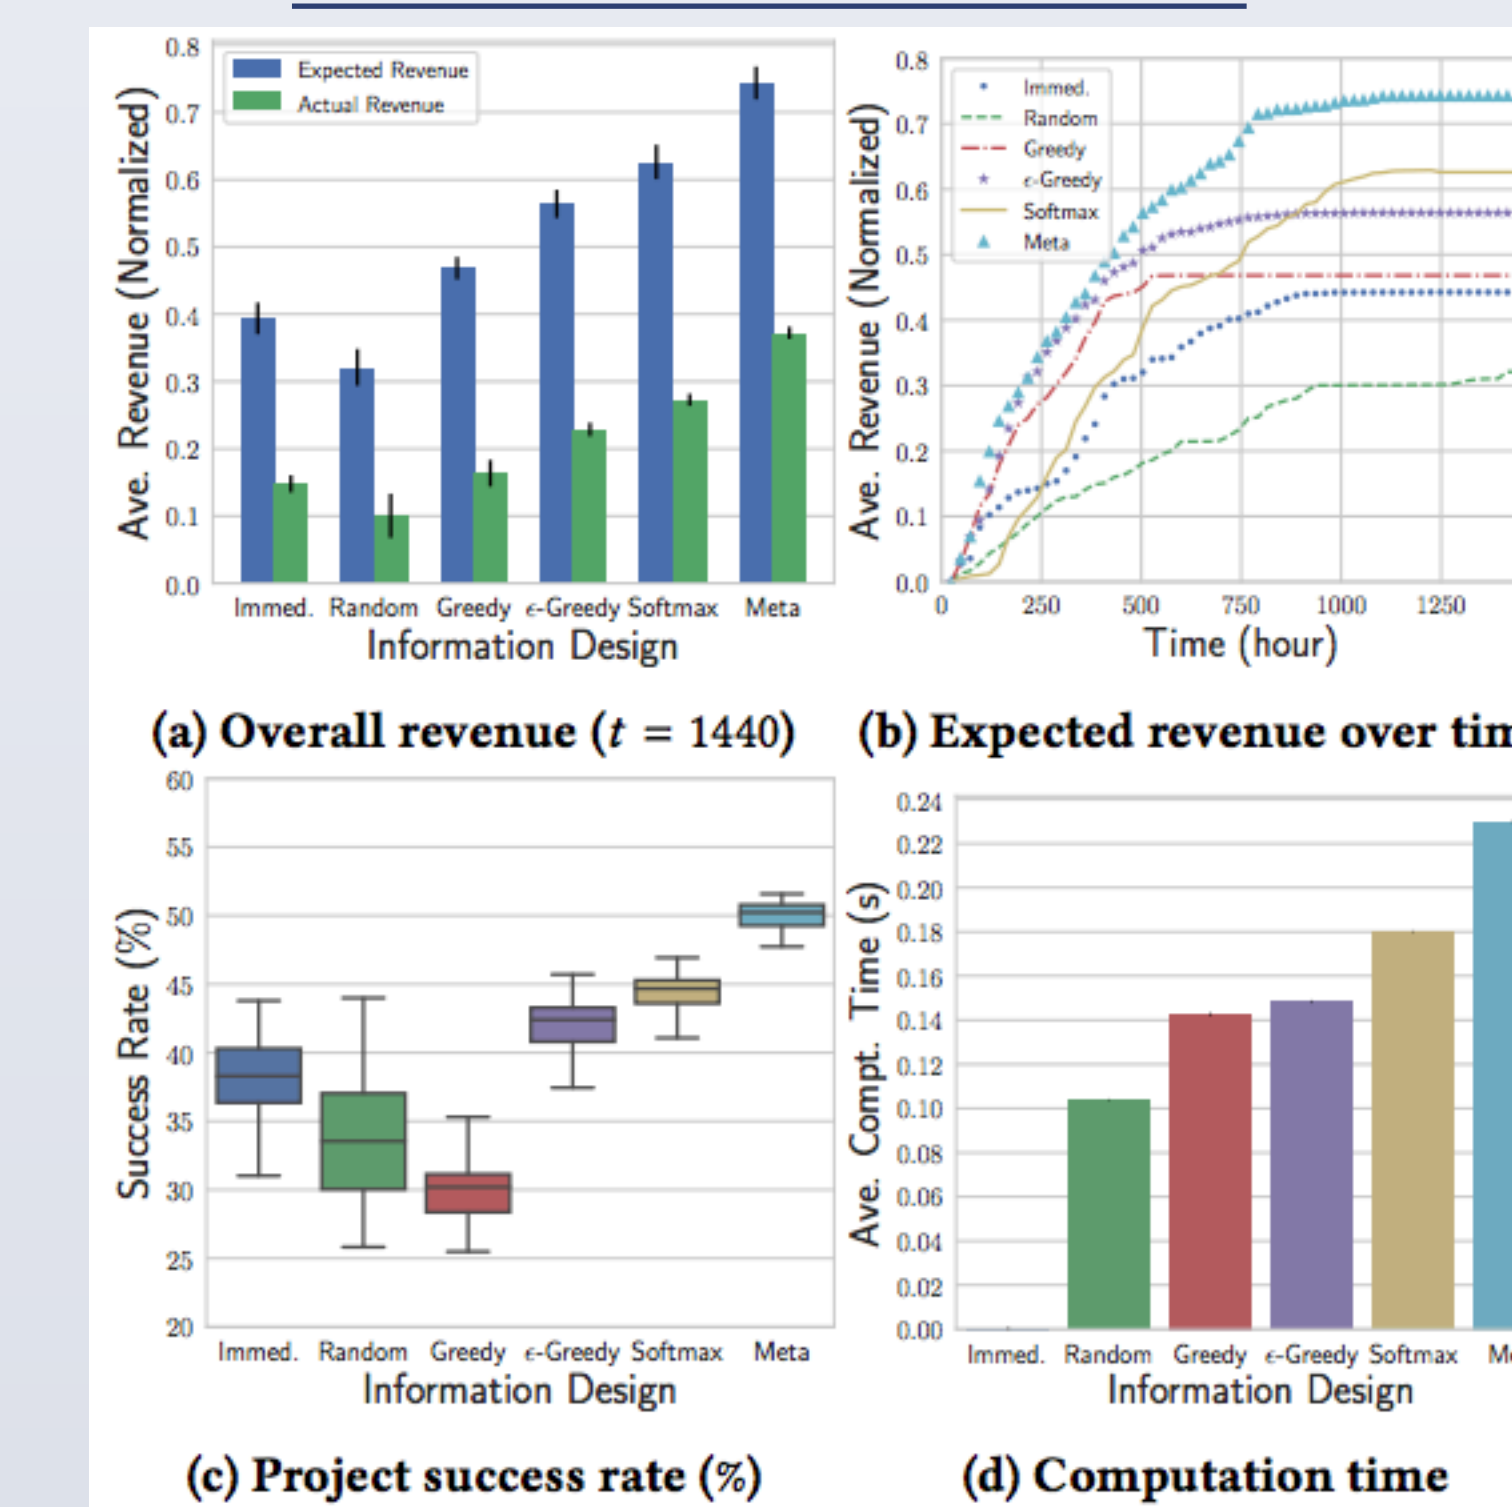 0.8
0.7
0.6
0.5
0.4
0.3
0.2
0.1
0.0
Ave. Revenue (Normalized)
Expected Revenue
Actual Revenue
Immed. Random Greedy ϵ-Greedy Softmax Meta
Information Design
(a) Overall revenue (t = 1440)
0.8
0.7
0.6
0.5
0.4
0.3
0.2
0.1
0.0
Ave. Revenue (Normalized)
Immed.
Random
Greedy
ϵ-Greedy
Softmax
Meta
0 250 500 750 1000 1250
Time (hour)
(b) Expected revenue over tim
60
55
50
45
40
35
30
25
20
Success Rate (%)
Immed. Random Greedy ϵ-Greedy Softmax Meta
Information Design
(c) Project success rate (%)
0.24
0.22
0.20
0.18
0.16
0.14
0.12
0.10
0.08
0.06
0.04
0.02
0.00
Ave. Compt. Time (s)
Immed. Random Greedy ϵ-Greedy Softmax Me
Information Design
(d) Computation time